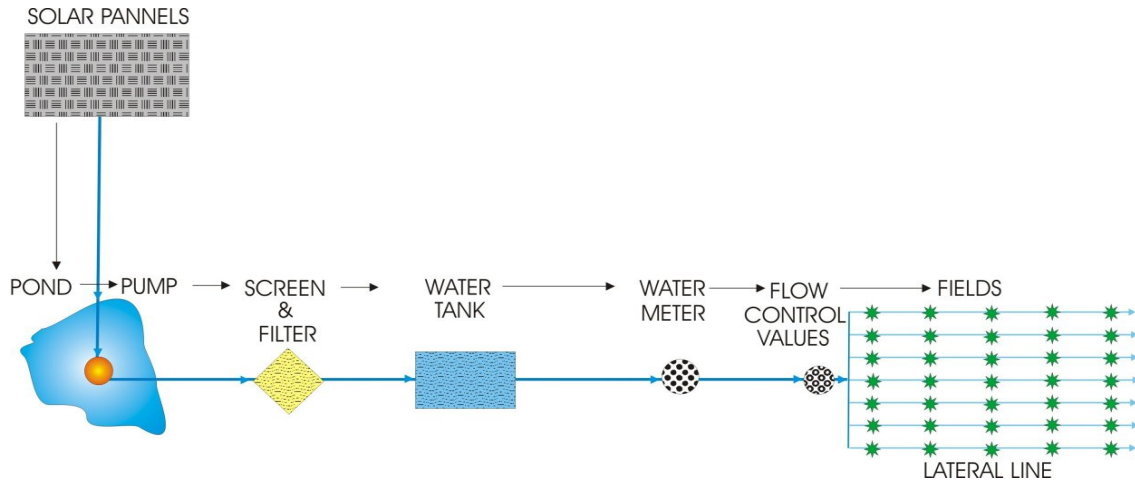 SOLAR PANNELS
POND
PUMP
SCREEN
&
FILTER
WATER
TANK
WATER
METER
FLOW
CONTROL
VALUES
FIELDS
LATERAL LINE